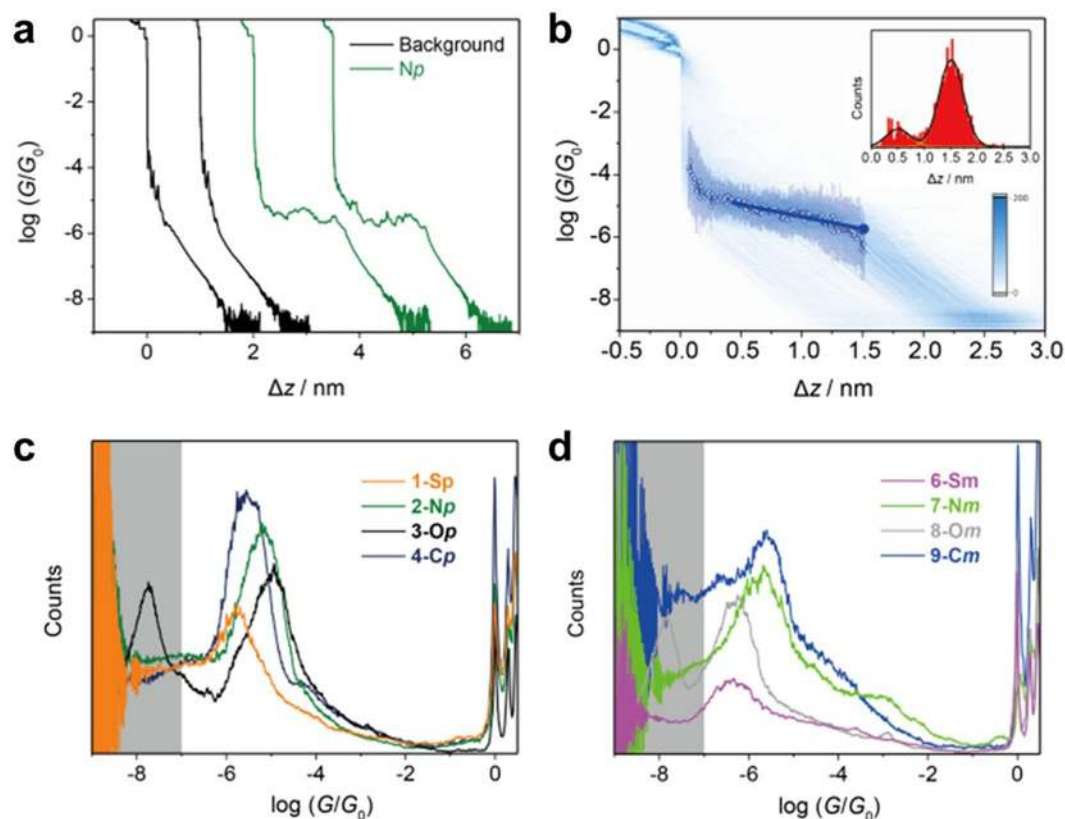 a
Background
Np
log (G/G0)
0
-2
-4
-6
-8
0
2
4
6
Δz / nm
b
log (G/G0)
0
-2
-4
-6
-8
-0.5
0.0
0.5
1.0
1.5
2.0
2.5
3.0
Δz / nm
Counts
0.0
0.5
1.0
1.5
2.0
2.5
3.0
Δz / nm
200
0
c
Counts
1-Sp
2-Np
3-Op
4-Cp
-8
-6
-4
-2
0
log (G/G0)
d
Counts
6-Sm
7-Nm
8-Om
9-Cm
-8
-6
-4
-2
0
log (G/G0)